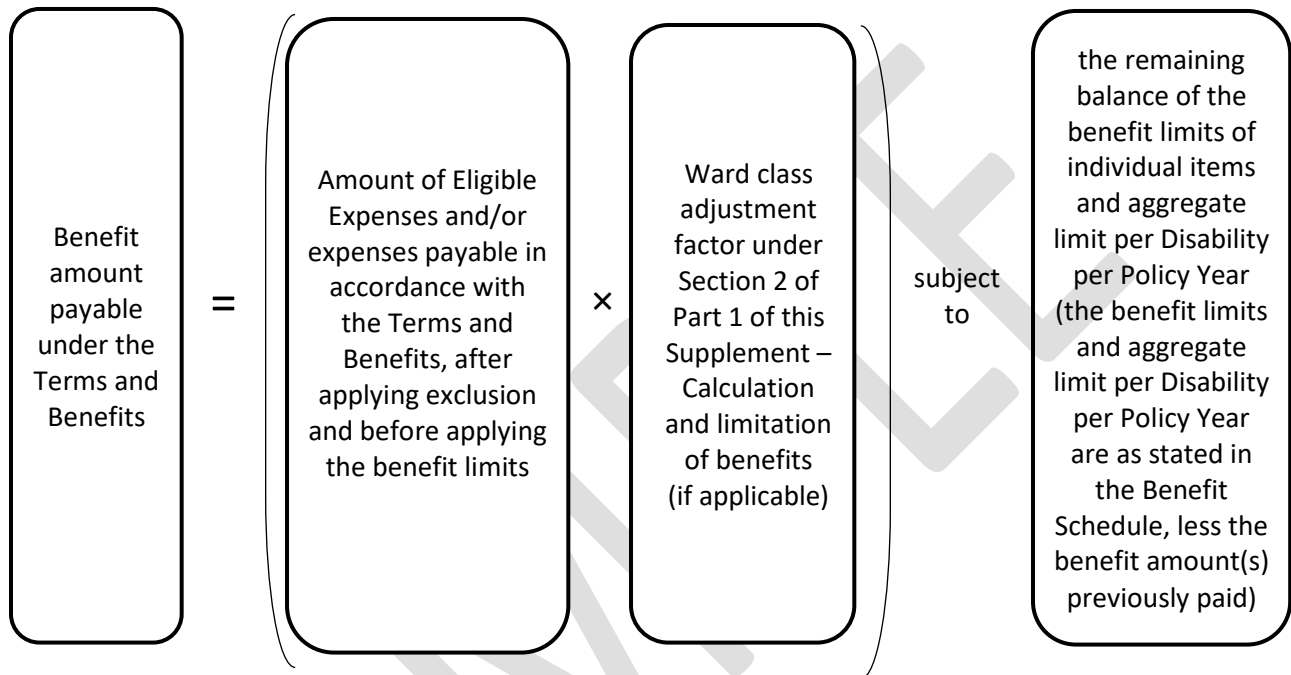 Benefit
amount
payable
under the
Terms and
Benefits
=
Amount of Eligible
Expenses and/or
expenses payable in
accordance with
the Terms and
Benefits, after
applying exclusion
and before applying
the benefit limits
×
Ward class
adjustment
factor under
Section 2 of
Part 1 of this
Supplement –
Calculation
and limitation
of benefits
(if applicable)
subject
to
the remaining
balance of the
benefit limits of
individual items
and aggregate
limit per Disability
per Policy Year
(the benefit limits
and aggregate
limit per Disability
per Policy Year
are as stated in
the Benefit
Schedule, less the
benefit amount(s)
previously paid)